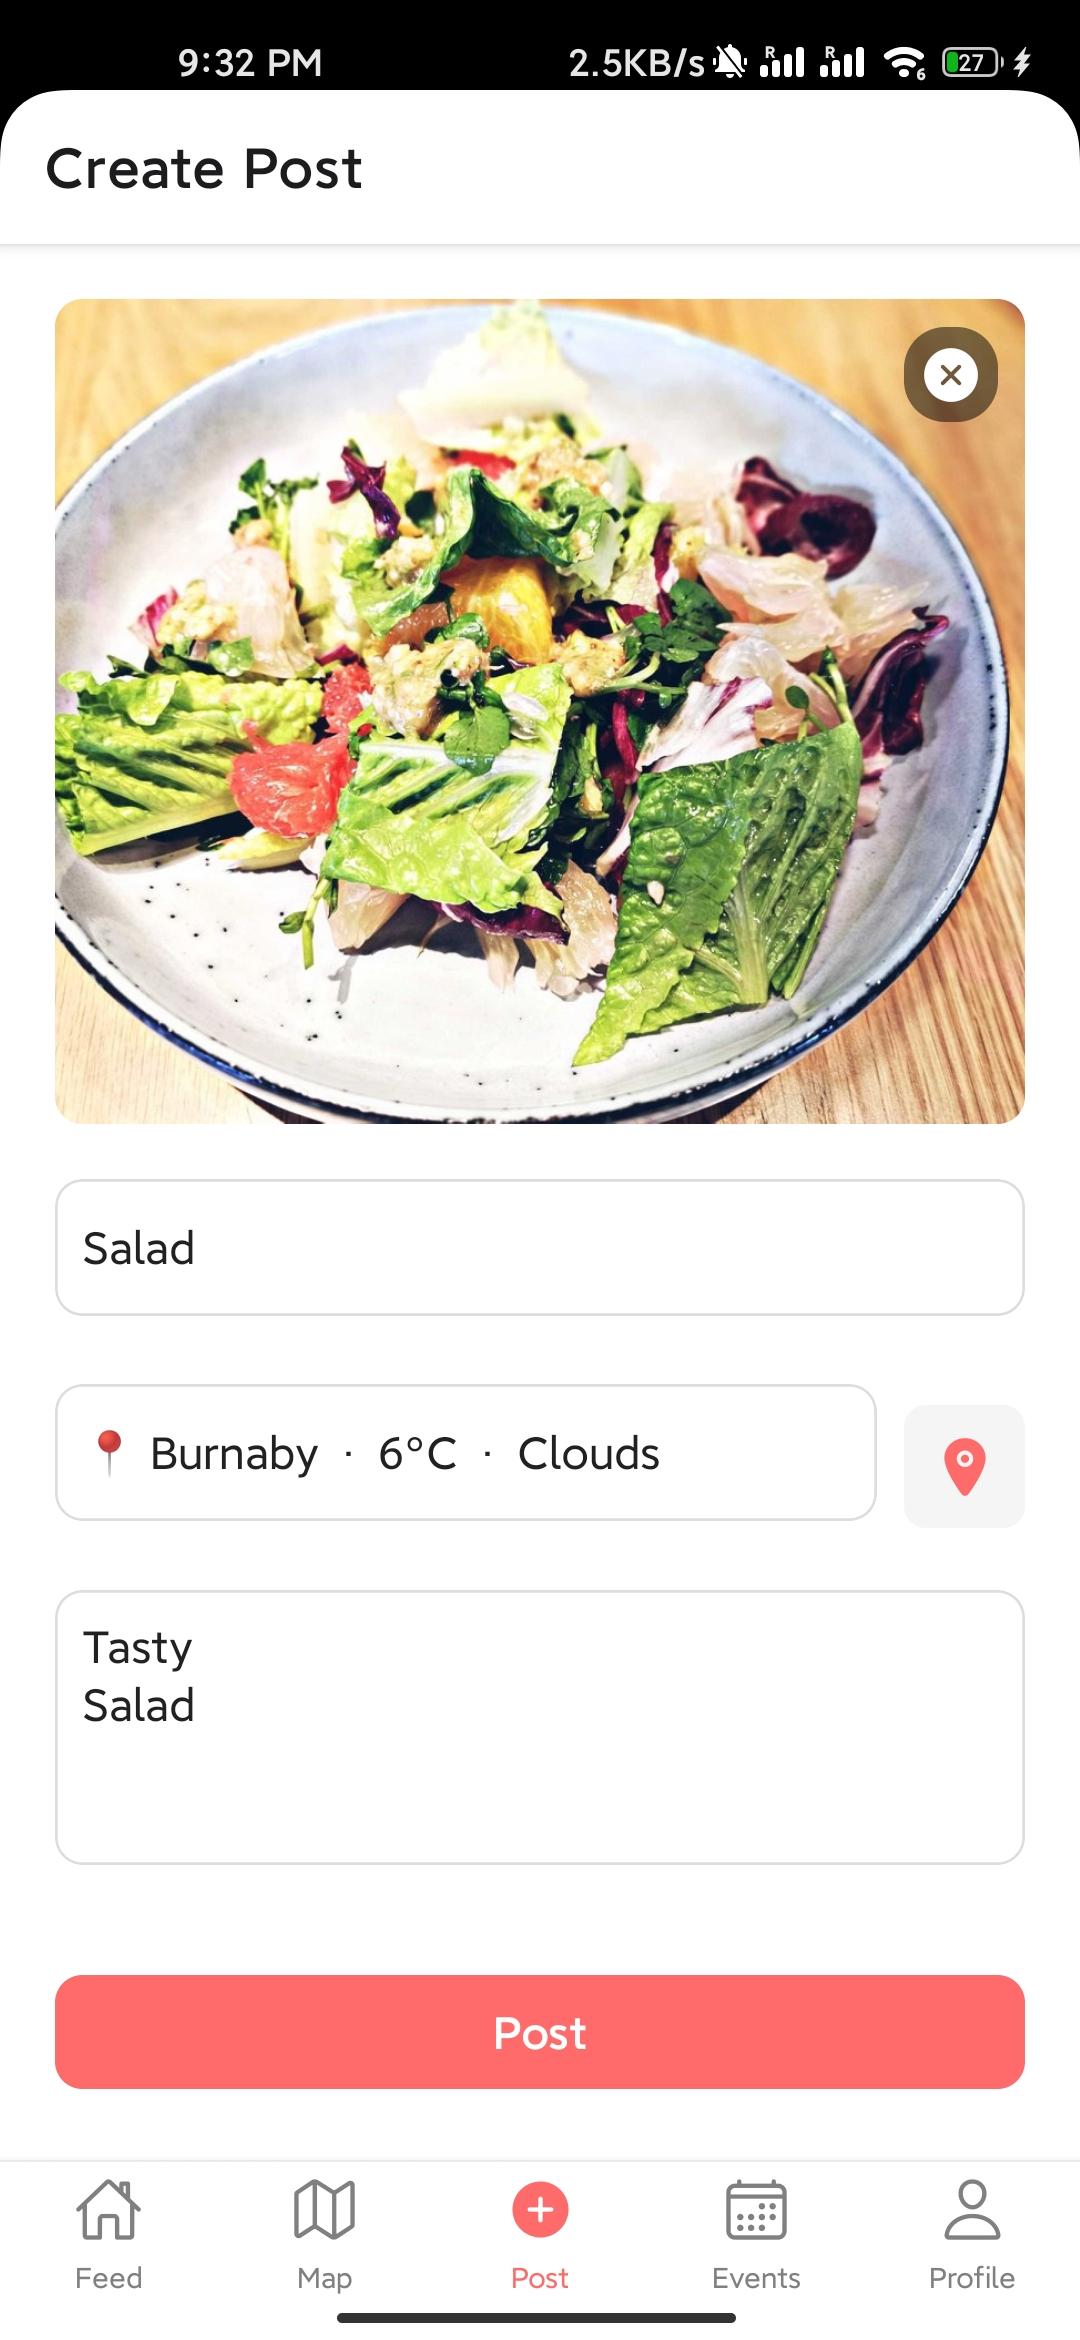 9:32 PM 2.5KB/s R R 6 27
Create Post
Salad
Burnaby · 6°C · Clouds
Tasty
Salad
Post
Feed Map Post Events Profile